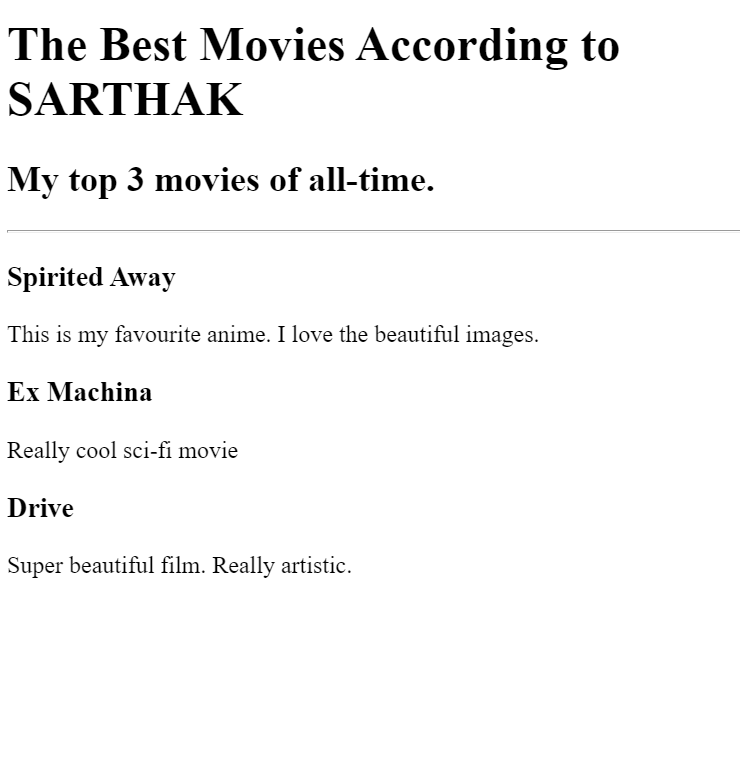 The Best Movies According to
SARTHAK
My top 3 movies of all-time.
Spirited Away
This is my favourite anime. I love the beautiful images.
Ex Machina
Really cool sci-fi movie
Drive
Super beautiful film. Really artistic.